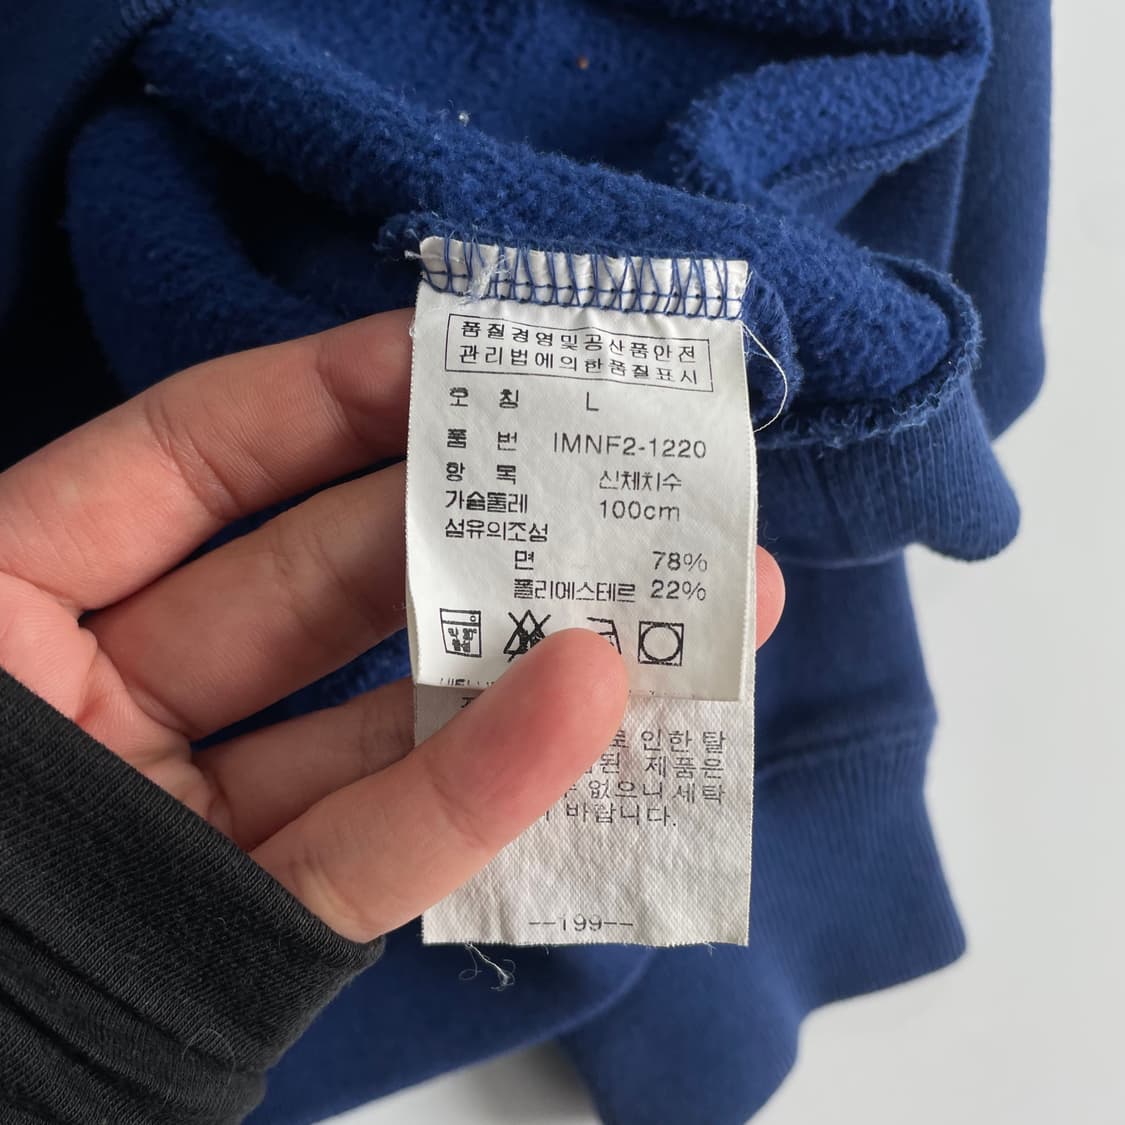 품질경영및공산품안전
관리법에의한품질표시
호 칭 L
품 번 IMNF2-1220
항 목 신체치수
가슴둘레 100cm
섬유의조성
면 78%
폴리에스테르 22%
로 인한 탈
된 제품은
없으니 세탁
바랍니다.
--199--